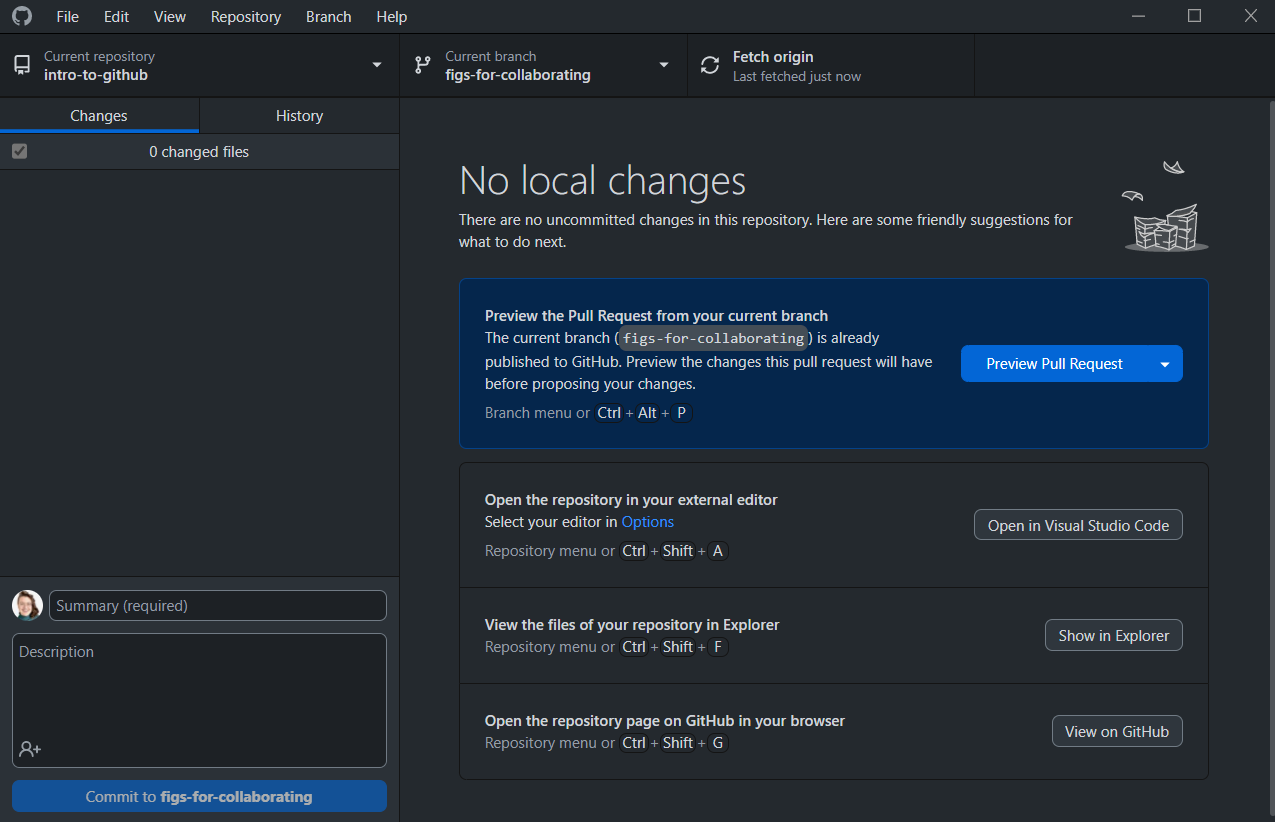 File Edit View Repository Branch Help
Current repository
intro-to-github
Current branch
figs-for-collaborating
Fetch origin
Last fetched just now
Changes
History
0 changed files
No local changes
There are no uncommitted changes in this repository. Here are some friendly suggestions for
what to do next.
Preview the Pull Request from your current branch
The current branch (figs-for-collaborating) is already
published to GitHub. Preview the changes this pull request will have
before proposing your changes.
Branch menu or Ctrl + Alt + P
Preview Pull Request
Open the repository in your external editor
Select your editor in Options
Repository menu or Ctrl + Shift + A
Open in Visual Studio Code
View the files of your repository in Explorer
Repository menu or Ctrl + Shift + F
Show in Explorer
Open the repository page on GitHub in your browser
Repository menu or Ctrl + Shift + G
View on GitHub
Summary (required)
Description
Commit to figs-for-collaborating